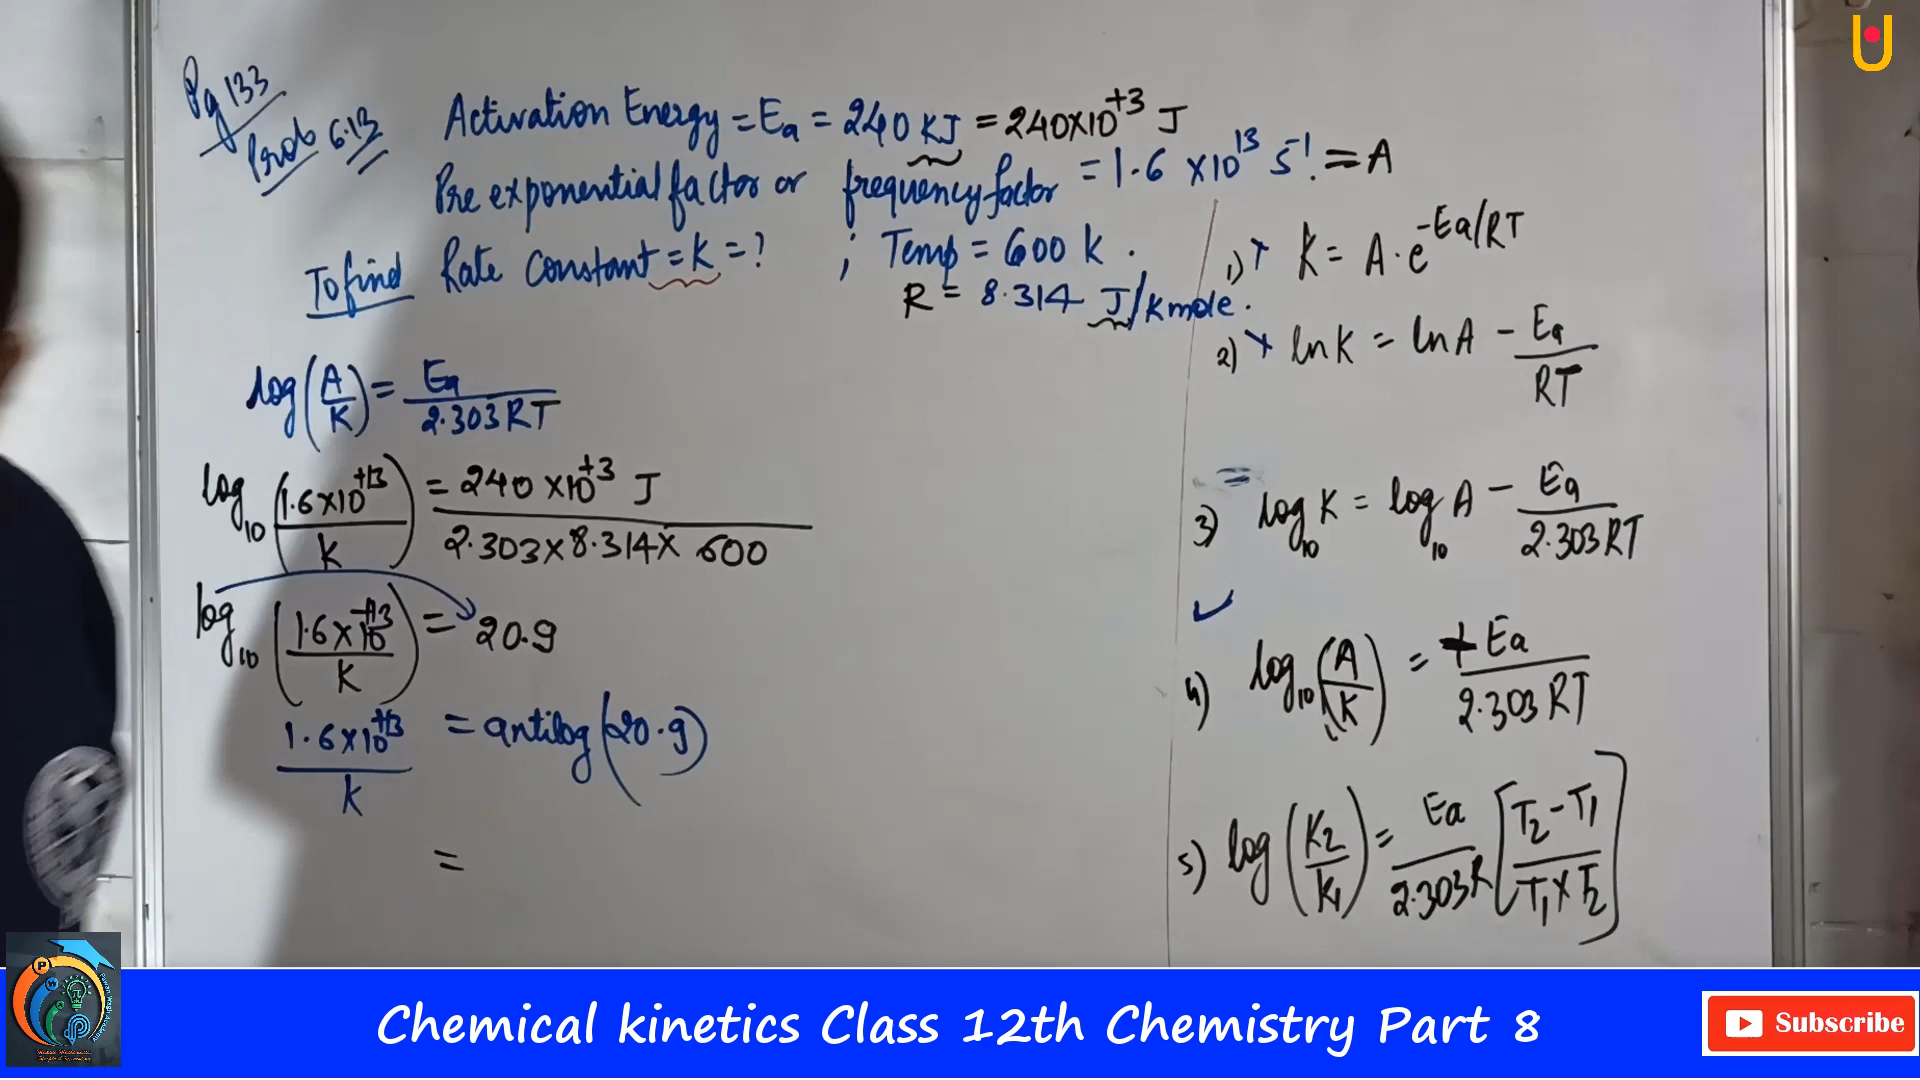 Pg 133
Prob 6.13
Activation Energy = Ea = 240 KJ = 240×10⁺³ J
Pre exponential factor or frequency factor = 1.6 ×10¹³ S⁻¹. = A
To find Rate Constant = K = ? ; Temp = 600 K .
R = 8.314 J/K mole.
log(A/K) = Ea/2.303RT
log₁₀(1.6×10⁺¹³/K) = 240 ×10⁺³ J/2.303×8.314× 600
log₁₀(1.6×10⁺¹³/K) = 20.9
1.6×10⁺¹³/K = antilog(20.9)
=
1) K = A . e^-Ea/RT
2) ln K = ln A - Ea/RT
3) log₁₀ K = log₁₀ A - Ea/2.303RT
4) log₁₀(A/K) = +Ea/2.303 RT
5) log(K₂/K₁) = Ea/2.303R [T₂-T₁/T₁×T₂]
Chemical kinetics Class 12th Chemistry Part 8
Subscribe